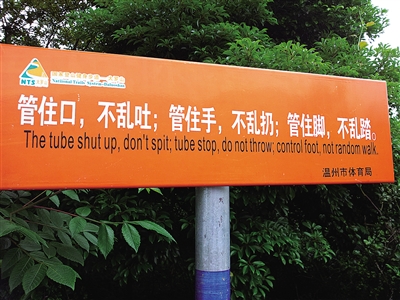 NTS
管住口，不乱吐；管住手，不乱扔；管住脚，不乱踏。
The tube shut up, don't spit; tube stop, do not throw; control foot, not random walk.
温州市体育局